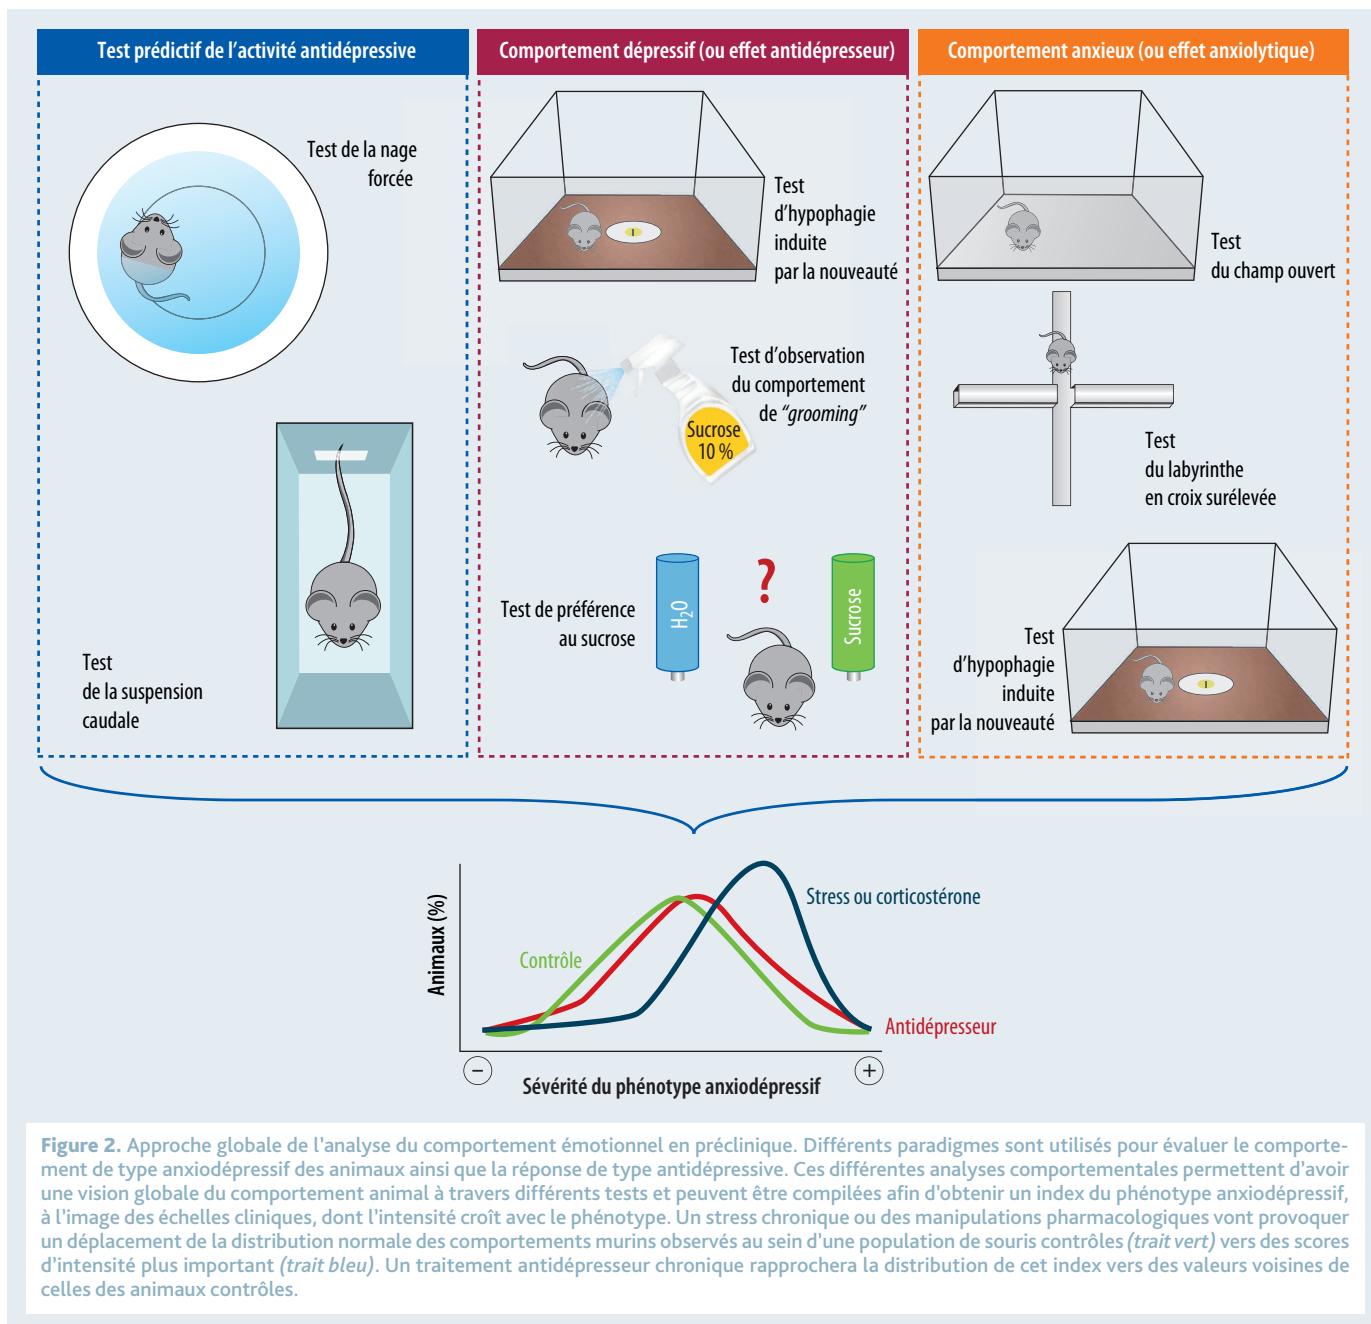 Test prédictif de l'activité antidépressive
Test de la nage
forcée
Test
de la suspension
caudale
Comportement dépressif (ou effet antidépresseur)
Test
d'hypophagie
induite
par la nouveauté
Test d'observation
du comportement
de “grooming”
Sucrose
10 %
Test de préférence
au sucrose
H₂O
?
Sucrose
Comportement anxieux (ou effet anxiolytique)
Test
du champ ouvert
Test
du labyrinthe
en croix surélevée
Test
d'hypophagie
induite
par la nouveauté
Animaux (%)
Contrôle
Stress ou corticostérone
Antidépresseur
−
+
Sévérité du phénotype anxiodépressif
Figure 2. Approche globale de l'analyse du comportement émotionnel en préclinique. Différents paradigmes sont utilisés pour évaluer le comporte-
ment de type anxiodépressif des animaux ainsi que la réponse de type antidépressive. Ces différentes analyses comportementales permettent d'avoir
une vision globale du comportement animal à travers différents tests et peuvent être compilées afin d'obtenir un index du phénotype anxiodépressif,
à l'image des échelles cliniques, dont l'intensité croît avec le phénotype. Un stress chronique ou des manipulations pharmacologiques vont provoquer
un déplacement de la distribution normale des comportements murins observés au sein d'une population de souris contrôles (trait vert) vers des scores
d'intensité plus important (trait bleu). Un traitement antidépresseur chronique rapprochera la distribution de cet index vers des valeurs voisines de
celles des animaux contrôles.